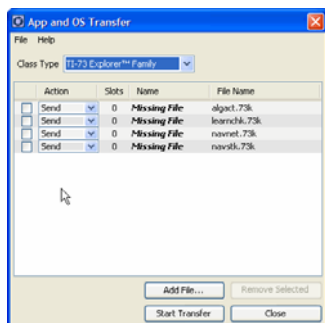 App and OS Transfer
File Help
Class Type TI-73 Explorer™ Family
Action Slots Name File Name
Send 0 Missing File algact.73k
Send 0 Missing File learnchk.73k
Send 0 Missing File navnet.73k
Send 0 Missing File navstk.73k
Add File... Remove Selected
Start Transfer Close